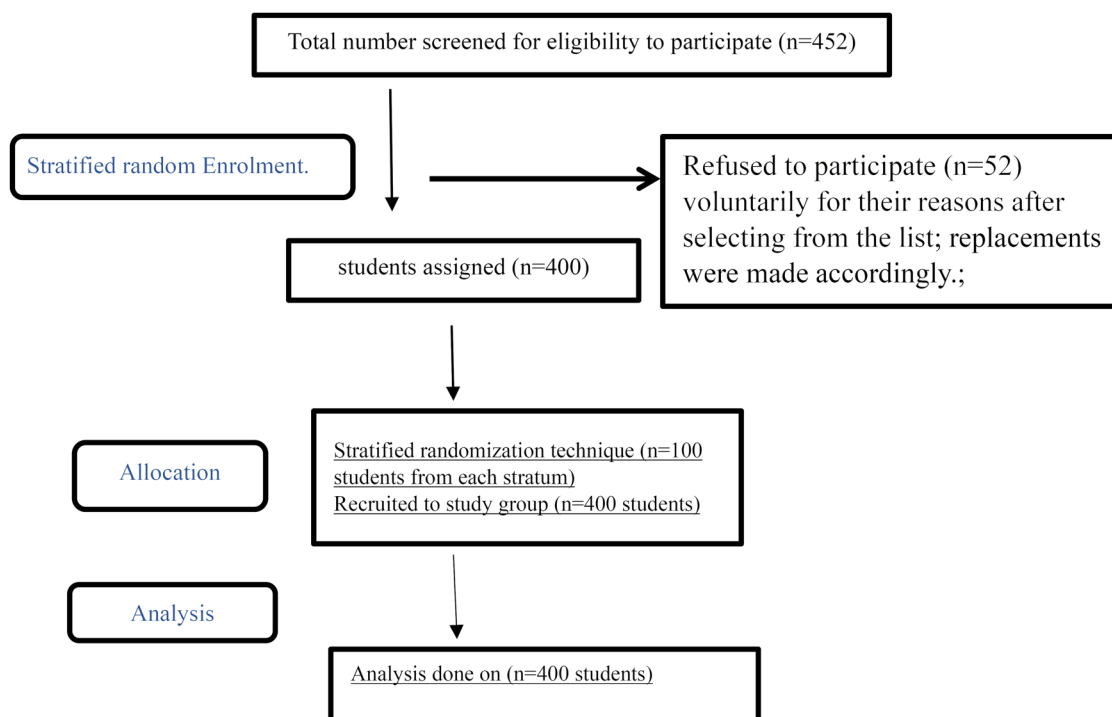 Total number screened for eligibility to participate (n=452)
Stratified random Enrolment.
Refused to participate (n=52)
voluntarily for their reasons after
selecting from the list; replacements
were made accordingly.;
students assigned (n=400)
Stratified randomization technique (n=100
students from each stratum)
Recruited to study group (n=400 students)
Allocation
Analysis
Analysis done on (n=400 students)